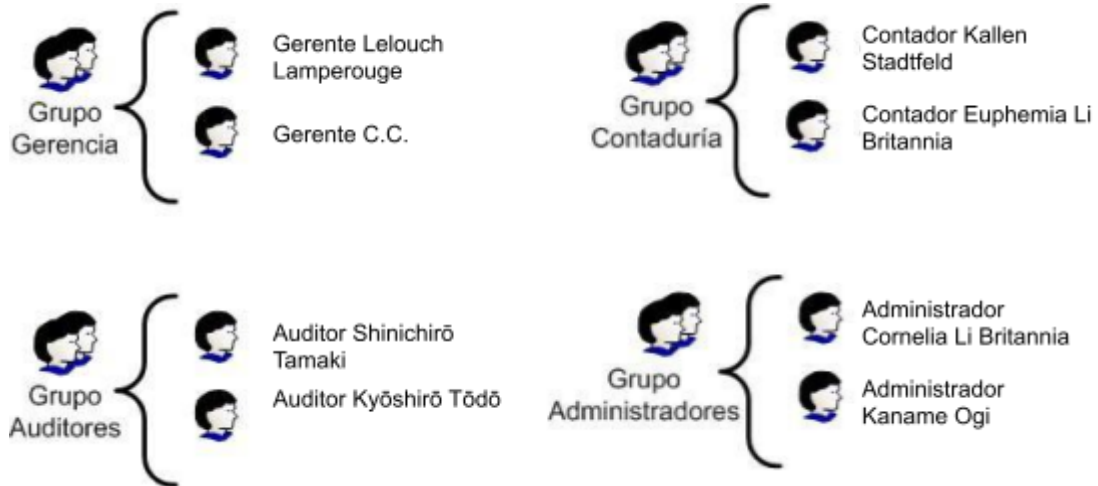 Grupo
Gerencia
Gerente Lelouch
Lamperouge
Gerente C.C.
Grupo
Contaduría
Contador Kallen
Stadtfeld
Contador Euphemia Li
Britannia
Grupo
Auditores
Auditor Shinichirō
Tamaki
Auditor Kyōshirō Tōdō
Grupo
Administradores
Administrador
Cornelia Li Britannia
Administrador
Kaname Ogi